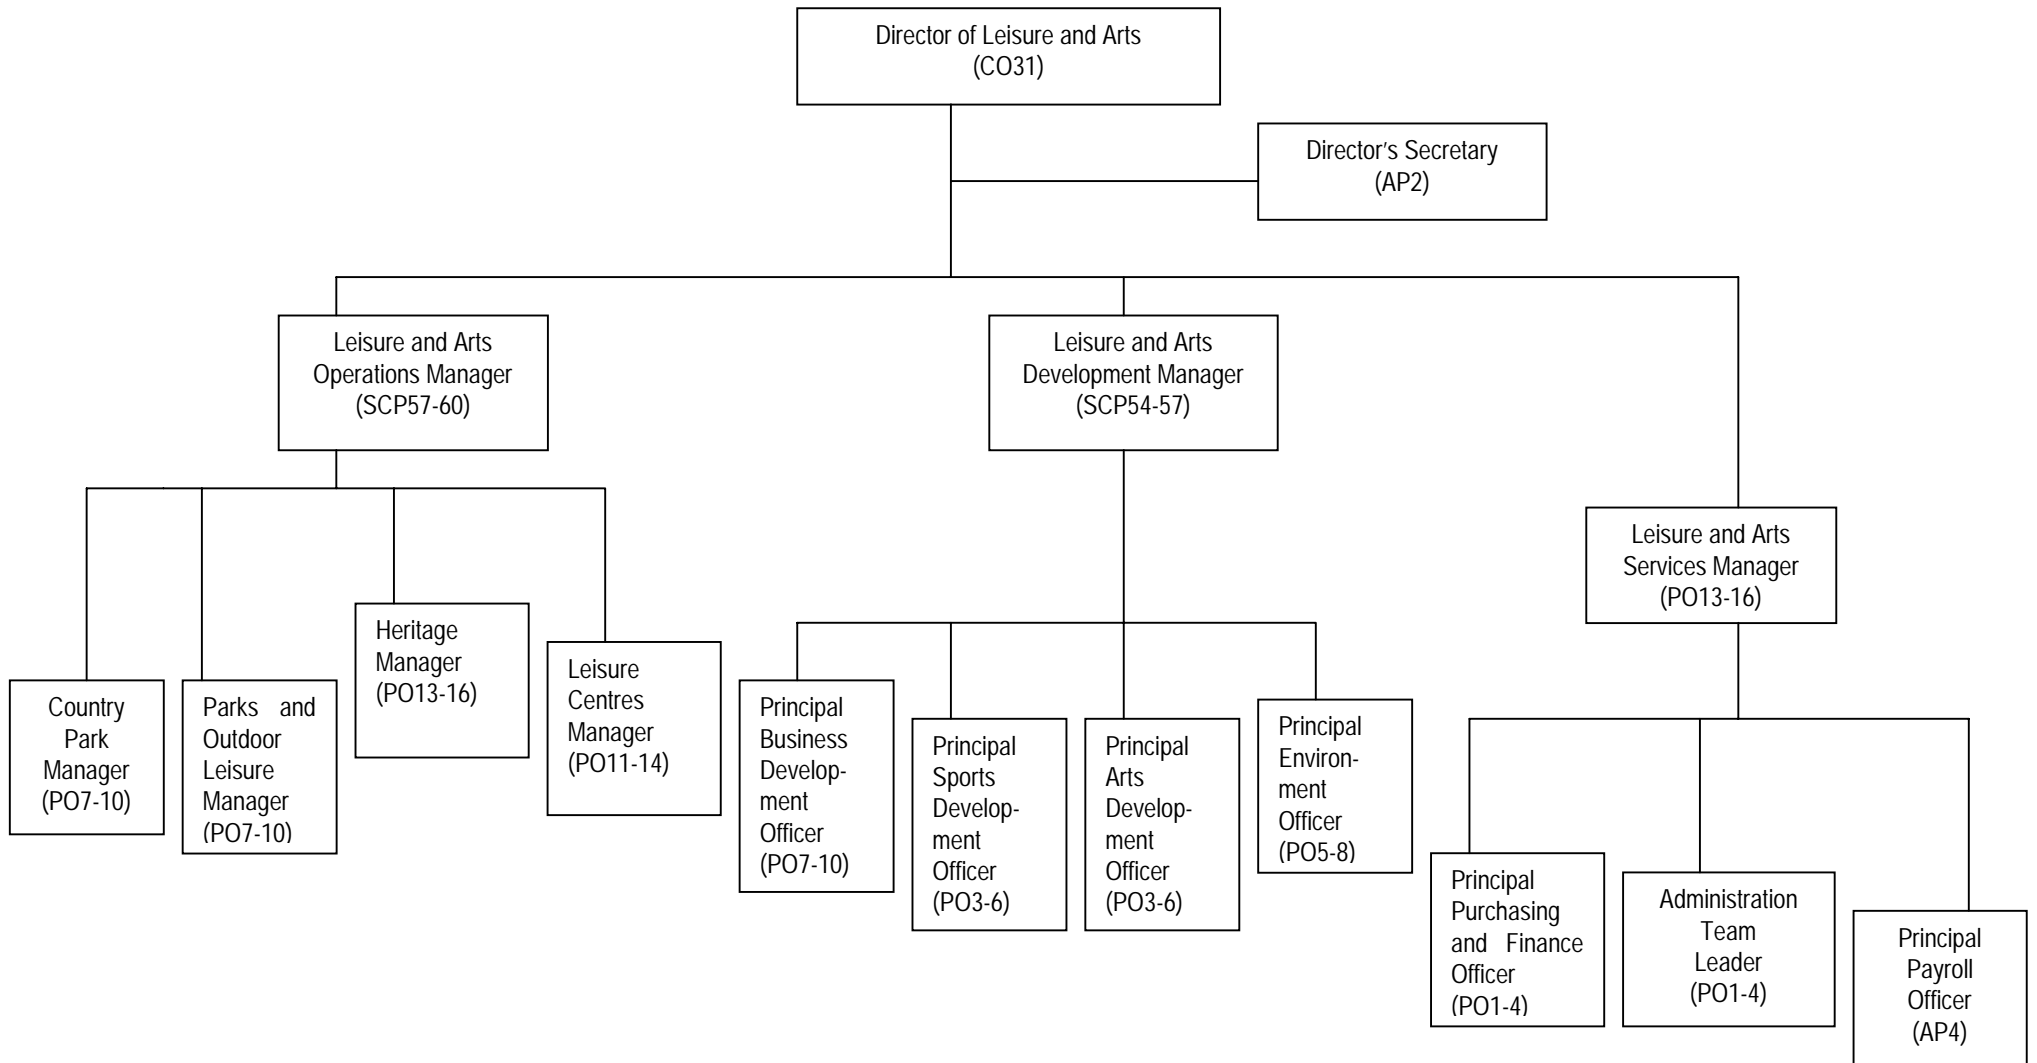 Director of Leisure and Arts
(CO31)
Director's Secretary
(AP2)
Leisure and Arts
Operations Manager
(SCP57-60)
Leisure and Arts
Development Manager
(SCP54-57)
Leisure and Arts
Services Manager
(PO13-16)
Country
Park
Manager
(PO7-10)
Parks and
Outdoor
Leisure
Manager
(PO7-10)
Heritage
Manager
(PO13-16)
Leisure
Centres
Manager
(PO11-14)
Principal
Business
Develop-
ment
Officer
(PO7-10)
Principal
Sports
Develop-
ment
Officer
(PO3-6)
Principal
Arts
Develop-
ment
Officer
(PO3-6)
Principal
Environ-
ment
Officer
(PO5-8)
Principal
Purchasing
and Finance
Officer
(PO1-4)
Administration
Team
Leader
(PO1-4)
Principal
Payroll
Officer
(AP4)